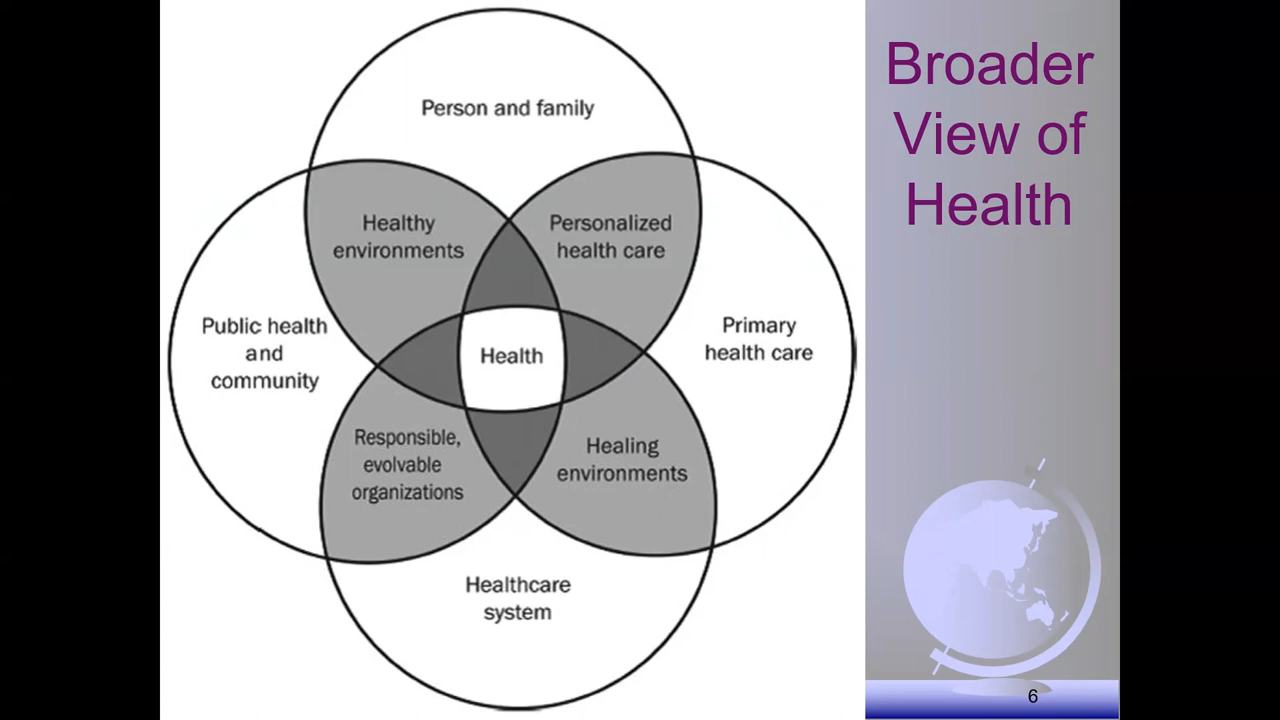 Broader
View of
Health
Person and family
Healthy
environments
Personalized
health care
Public health
and
community
Health
Primary
health care
Responsible,
evolvable
organizations
Healing
environments
Healthcare
system
6